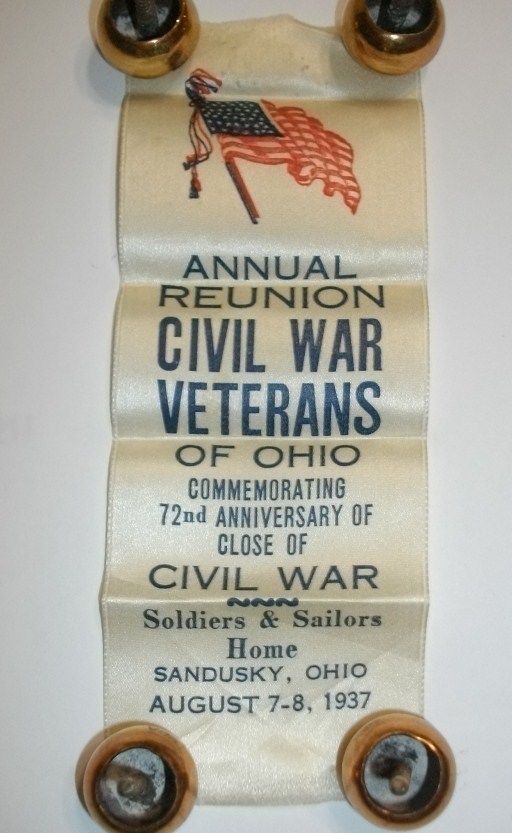 ANNUAL
REUNION
CIVIL WAR
VETERANS
OF OHIO
COMMEMORATING
72nd ANNIVERSARY OF
CLOSE OF
CIVIL WAR
Soldiers & Sailors
Home
SANDUSKY, OHIO
AUGUST 7-8, 1937